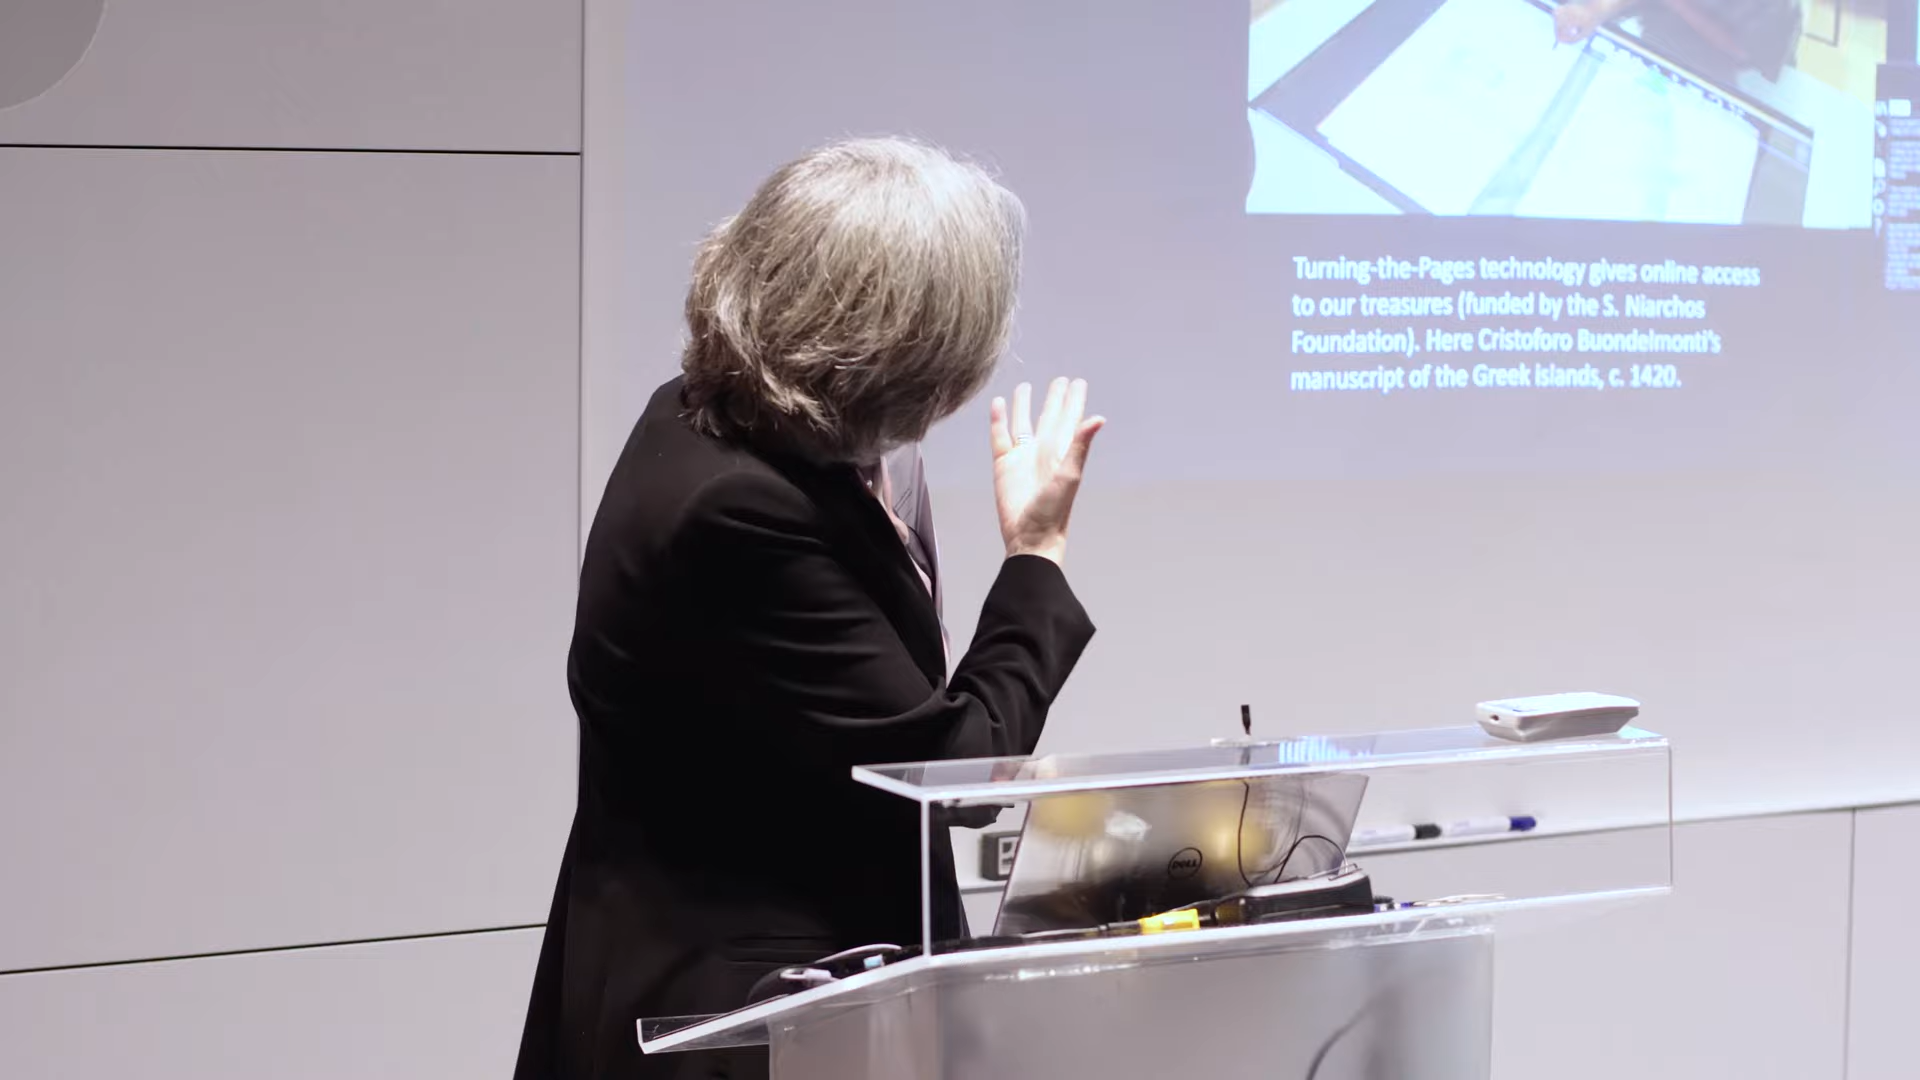 Turning-the-Pages technology gives online access
to our treasures (funded by the S. Niarchos
Foundation). Here Cristoforo Buondelmonti's
manuscript of the Greek islands, c. 1420.
DELL